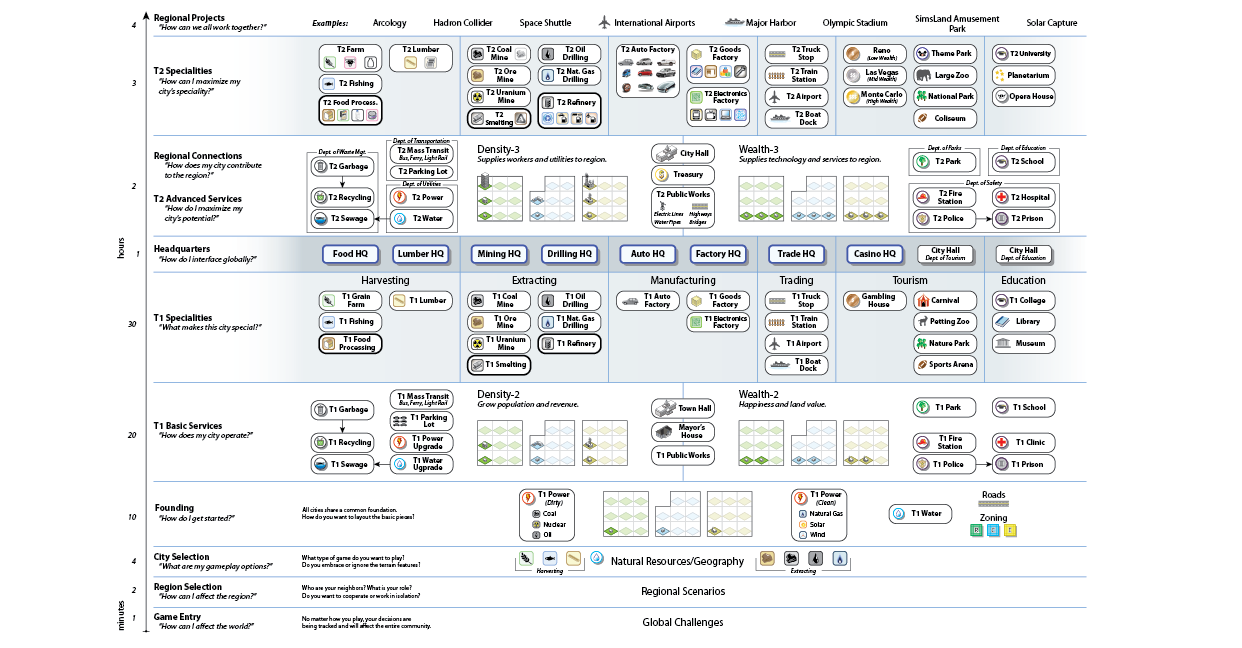 4
Regional Projects
"How can we all work together?"
Examples:
Arcology
Hadron Collider
Space Shuttle
International Airports
Major Harbor
Olympic Stadium
SimsLand Amusement
Park
Solar Capture
3
T2 Specialities
"How can I maximize my
city's speciality?"
T2 Farm
T2 Lumber
T2 Fishing
T2 Food Process.
T2 Coal
Mine
T2 Oil
Drilling
T2 Ore
Mine
T2 Nat. Gas
Drilling
T2 Uranium
Mine
T2 Refinery
T2
Smelting
T2 Auto Factory
T2 Goods
Factory
T2 Electronics
Factory
T2 Truck
Stop
T2 Train
Station
T2 Airport
T2 Boat
Dock
Reno
(Low Wealth)
Las Vegas
(Mid Wealth)
Monte Carlo
(High Wealth)
Theme Park
Large Zoo
National Park
Coliseum
T2 University
Planetarium
Opera House
2
Regional Connections
"How does my city contribute
to the region?"
T2 Advanced Services
"How do I maximize my
city's potential?"
Dept. of Waste Mgt.
T2 Garbage
T2 Recycling
T2 Sewage
Dept. of Transportation
T2 Mass Transit
Bus, Ferry, Light Rail
T2 Parking Lot
Dept. of Utilities
T2 Power
T2 Water
Density-3
Supplies workers and utilities to region.
City Hall
Treasury
T2 Public Works
Electric Lines
Water Pipes
Highways
Bridges
Wealth-3
Supplies technology and services to region.
Dept. of Parks
T2 Park
Dept. of Education
T2 School
Dept. of Safety
T2 Fire
Station
T2 Hospital
T2 Police
T2 Prison
hours
1
Headquarters
"How do I interface globally?"
Food HQ
Lumber HQ
Mining HQ
Drilling HQ
Auto HQ
Factory HQ
Trade HQ
Casino HQ
City Hall
Dept. of Tourism
City Hall
Dept. of Education
Harvesting
Extracting
Manufacturing
Trading
Tourism
Education
30
T1 Specialities
"What makes this city special?"
T1 Grain
Farm
T1 Lumber
T1 Fishing
T1 Food
Processing
T1 Coal
Mine
T1 Oil
Drilling
T1 Ore
Mine
T1 Nat. Gas
Drilling
T1 Uranium
Mine
T1 Refinery
T1 Smelting
T1 Auto
Factory
T1 Goods
Factory
T1 Electronics
Factory
T1 Truck
Stop
T1 Train
Station
T1 Airport
T1 Boat
Dock
Gambling
House
Carnival
Petting Zoo
Nature Park
Sports Arena
T1 College
Library
Museum
20
T1 Basic Services
"How does my city operate?"
T1 Garbage
T1 Recycling
T1 Sewage
T1 Mass Transit
Bus, Ferry, Light Rail
T1 Parking
Lot
T1 Power
Upgrade
T1 Water
Ugprade
Density-2
Grow population and revenue.
Town Hall
Mayor's
House
T1 Public Works
Wealth-2
Happiness and land value.
T1 Park
T1 School
T1 Fire
Station
T1 Clinic
T1 Police
T1 Prison
10
Founding
"How do I get started?"
All cities share a common foundation.
How do you want to layout the basic pieces?
T1 Power
(Dirty)
Coal
Nuclear
Oil
T1 Power
(Clean)
Natural Gas
Solar
Wind
T1 Water
Roads
Zoning
R
C
I
4
City Selection
"What are my gameplay options?"
What type of game do you want to play?
Do you embrace or ignore the terrain features?
Harvesting
Natural Resources/Geography
Extracting
2
Region Selection
"How can I affect the region?"
Who are your neighbors? What is your role?
Do you want to cooperate or work in isolation?
Regional Scenarios
minutes
1
Game Entry
"How can I affect the world?"
No matter how you play, your decisions are
being tracked and will affect the entire community.
Global Challenges